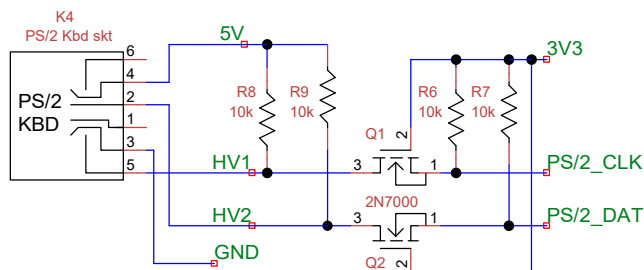 K4
PS/2 Kbd skt
5V
3V3
6
4
2
1
3
5
PS/2
KBD
R8
10k
R9
10k
R6
10k
R7
10k
Q1
2
HV1
3
1
PS/2_CLK
2N7000
HV2
3
1
PS/2_DAT
GND
Q2
2